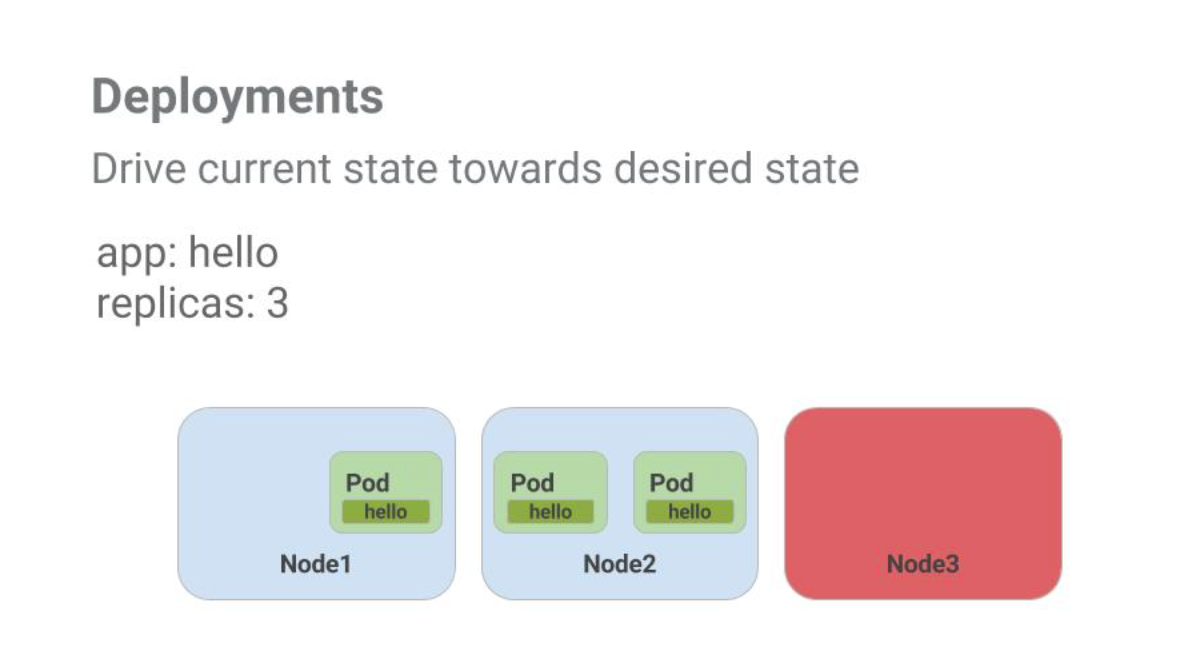 Deployments
Drive current state towards desired state
app: hello
replicas: 3
Pod
hello
Node1
Pod
hello
Pod
hello
Node2
Node3